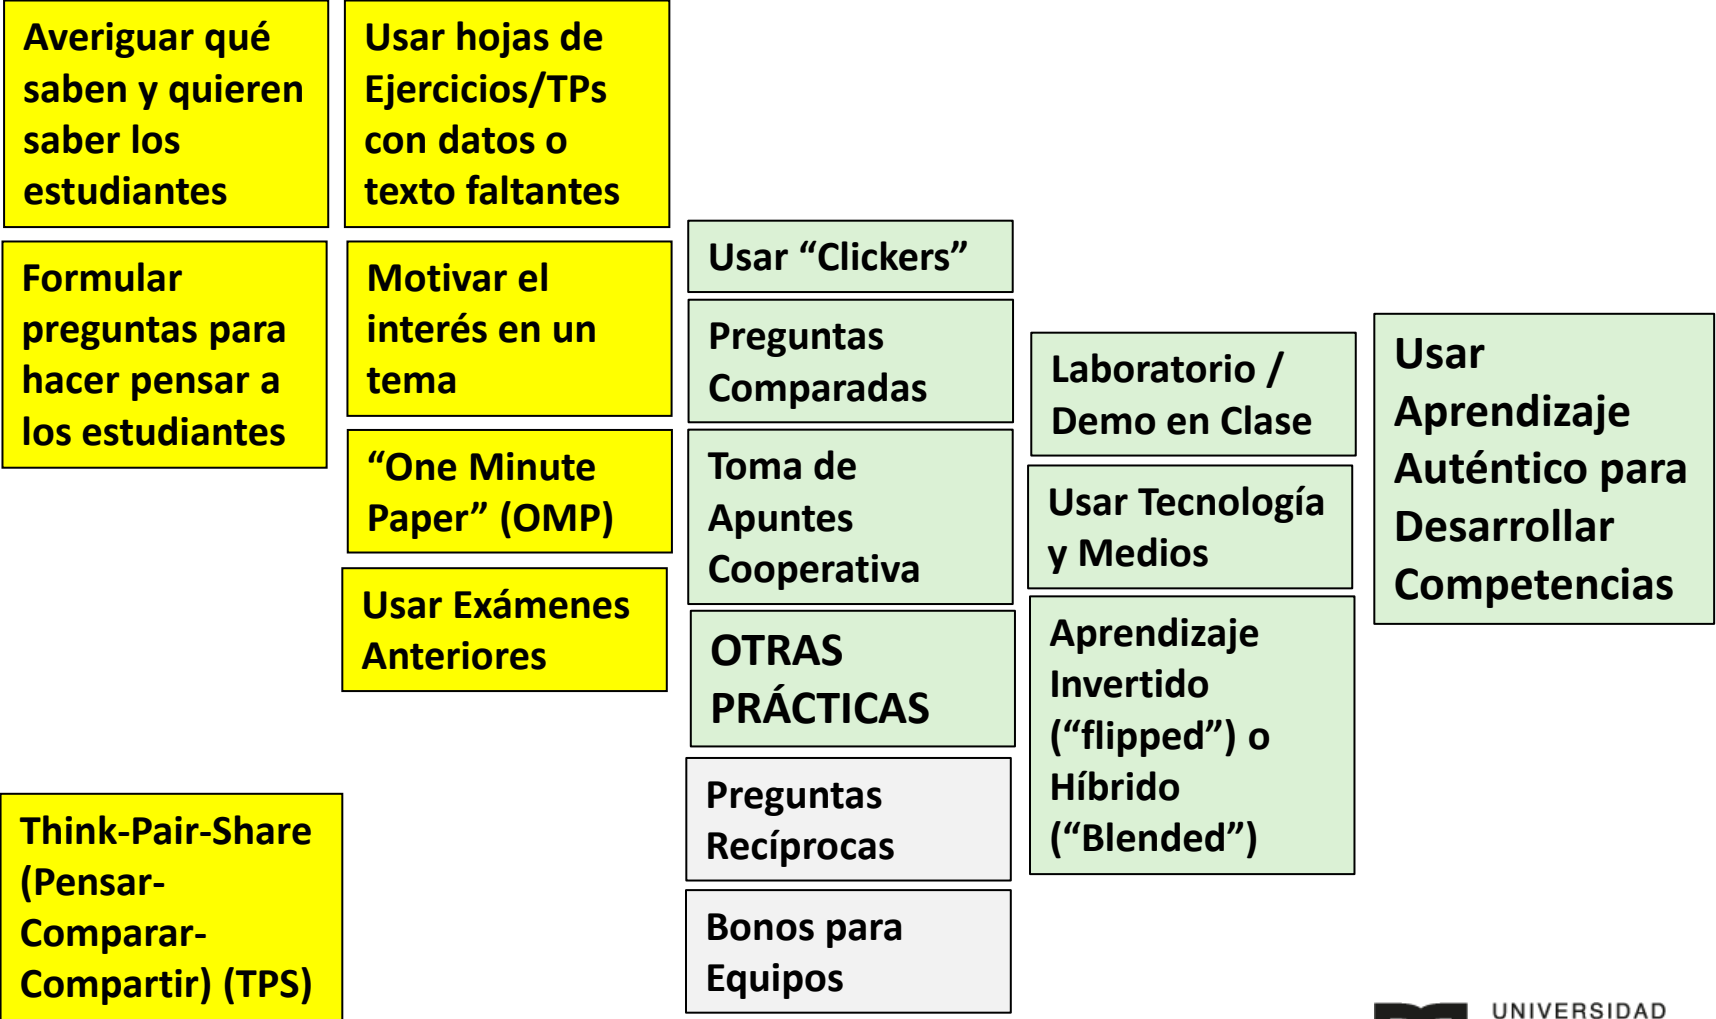 Averiguar qué
saben y quieren
saber los
estudiantes
Formular
preguntas para
hacer pensar a
los estudiantes
Think-Pair-Share
(Pensar-
Comparar-
Compartir) (TPS)
Usar hojas de
Ejercicios/TPs
con datos o
texto faltantes
Motivar el
interés en un
tema
“One Minute
Paper” (OMP)
Usar Exámenes
Anteriores
Usar “Clickers”
Preguntas
Comparadas
Toma de
Apuntes
Cooperativa
OTRAS
PRÁCTICAS
Preguntas
Recíprocas
Bonos para
Equipos
Laboratorio /
Demo en Clase
Usar Tecnología
y Medios
Aprendizaje
Invertido
(“flipped”) o
Híbrido
(“Blended”)
Usar
Aprendizaje
Auténtico para
Desarrollar
Competencias
UNIVERSIDAD